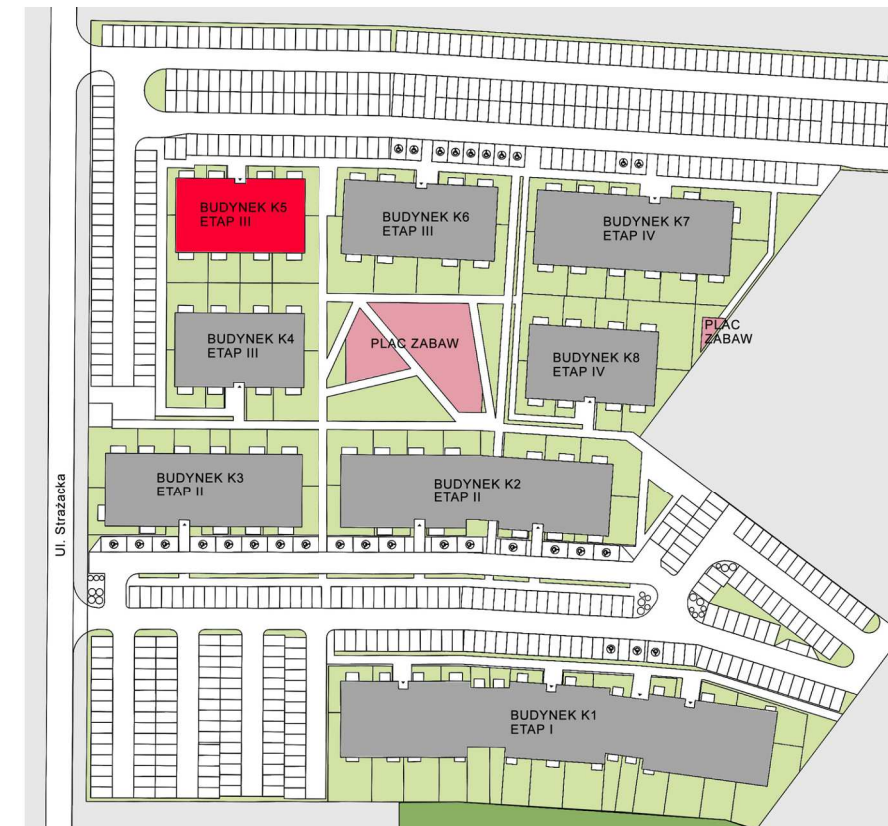 BUDYNEK K5
ETAP III
BUDYNEK K6
ETAP III
BUDYNEK K7
ETAP IV
BUDYNEK K4
ETAP III
PLAC ZABAW
BUDYNEK K8
ETAP IV
PLAC
ZABAW
BUDYNEK K3
ETAP II
BUDYNEK K2
ETAP II
Ul. Strażacka
BUDYNEK K1
ETAP I